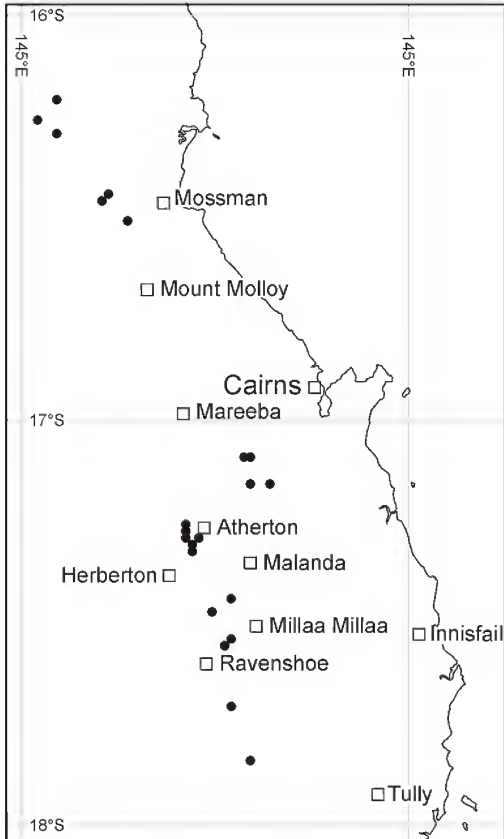 16°S
145°E
145°E
Mossman
Mount Molloy
Cairns
Mareeba
17°S
Atherton
Malanda
Herberton
Millaa Millaa
Innisfail
Ravenshoe
Tully
18°S